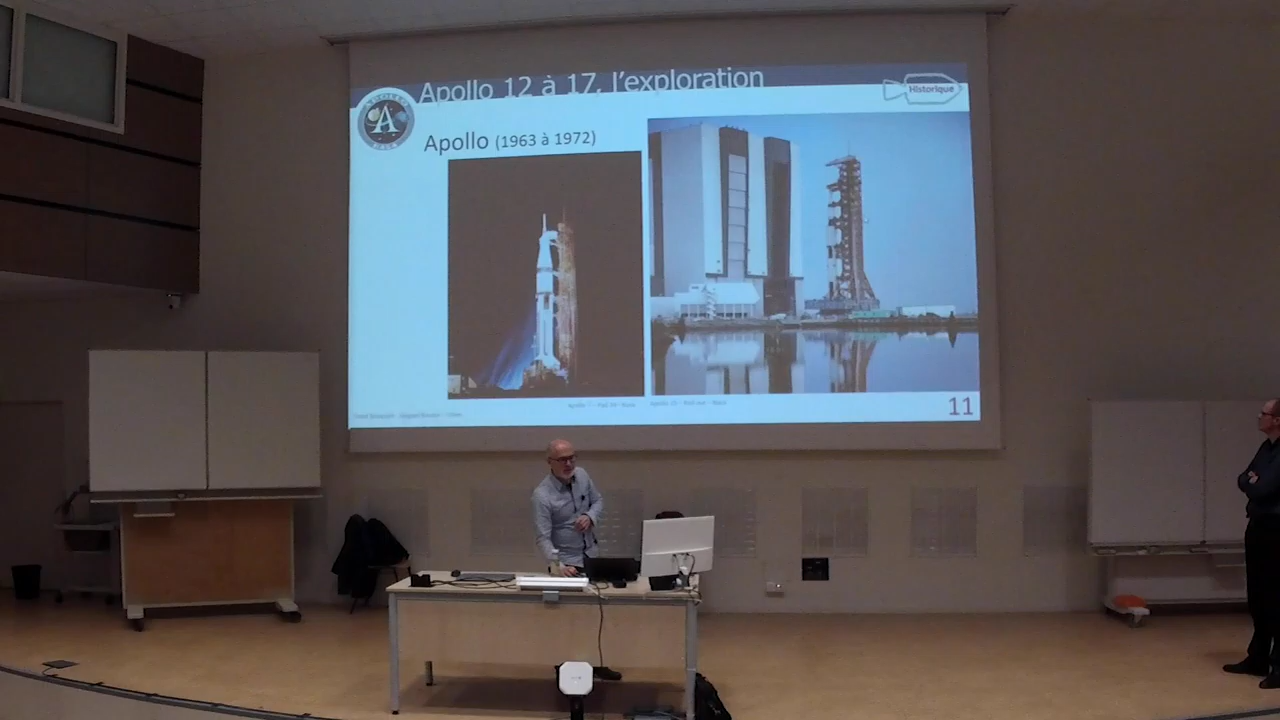 Apollo 12 à 17, l'exploration
Historique
A
Apollo (1963 à 1972)
11